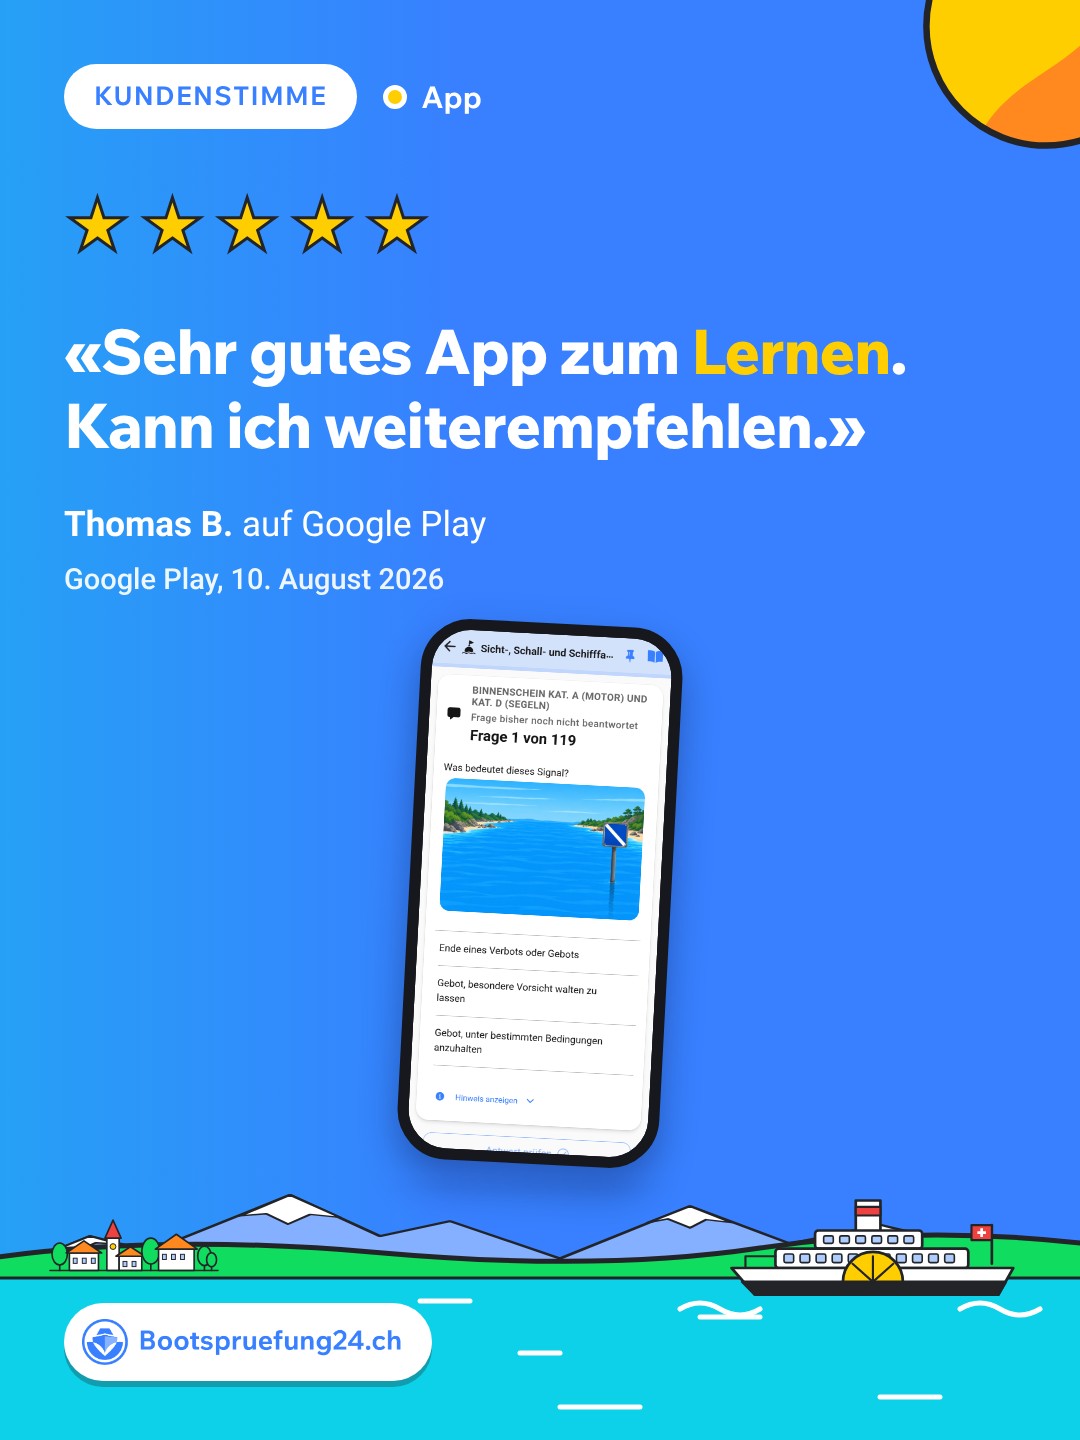 KUNDENSTIMME
App
«Sehr gutes App zum Lernen.
Kann ich weiterempfehlen.»
Thomas B. auf Google Play
Google Play, 10. August 2026
Sicht-, Schall- und Schifffa...
BINNENSCHEIN KAT. A (MOTOR) UND
KAT. D (SEGELN)
Frage bisher noch nicht beantwortet
Frage 1 von 119
Was bedeutet dieses Signal?
Ende eines Verbots oder Gebots
Gebot, besondere Vorsicht walten zu
lassen
Gebot, unter bestimmten Bedingungen
anzuhalten
Hinweis anzeigen
Antwort prüfen
Bootspruefung24.ch